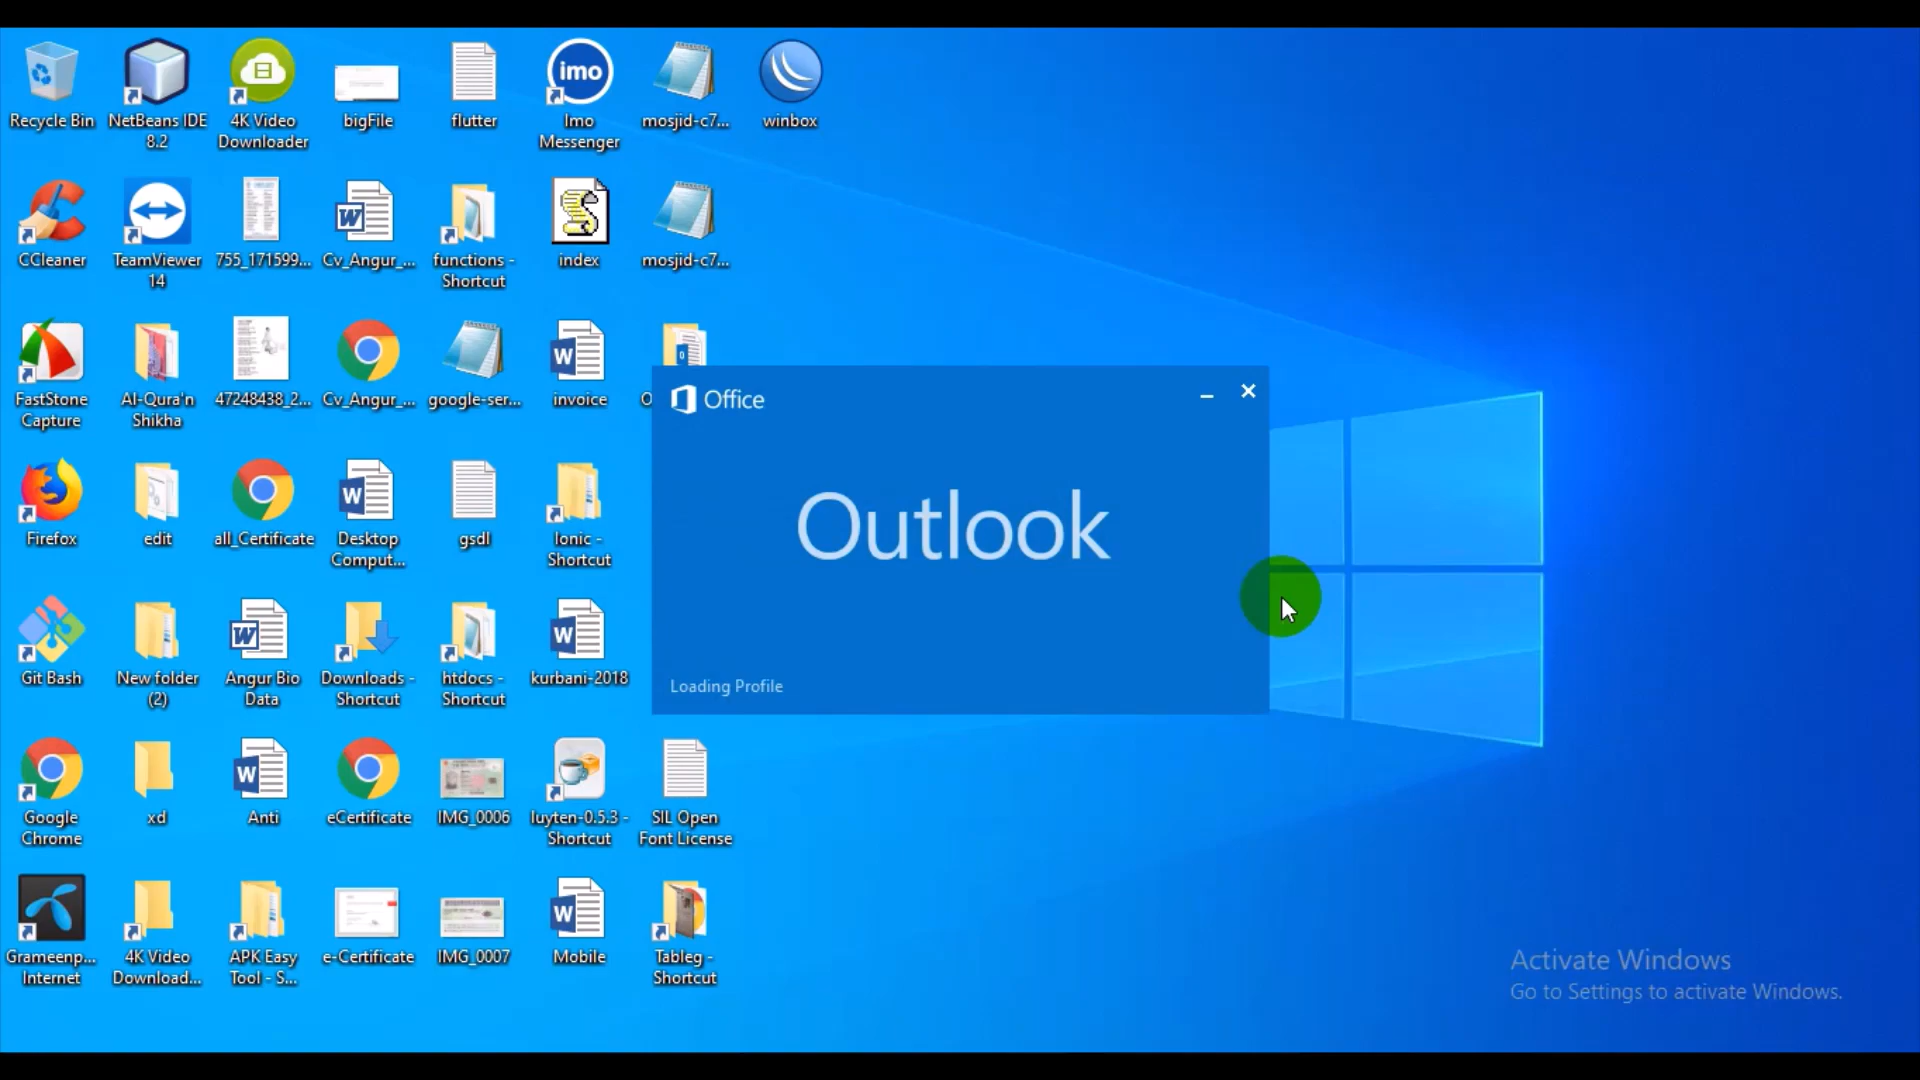 Recycle Bin
NetBeans IDE
8.2
4K Video
Downloader
bigFile
flutter
imo
Imo
Messenger
mosjid-c7...
winbox
CCleaner
TeamViewer
14
755_171599...
Cv_Angur_...
functions -
Shortcut
index
mosjid-c7...
FastStone
Capture
Al-Qura'n
Shikha
47248438_2...
Cv_Angur_...
google-ser...
invoice
O
Office
Outlook
Loading Profile
Firefox
edit
all_Certificate
Desktop
Comput...
gsdl
Ionic -
Shortcut
Git Bash
New folder
(2)
Angur Bio
Data
Downloads -
Shortcut
htdocs -
Shortcut
kurbani-2018
Google
Chrome
xd
Anti
eCertificate
IMG_0006
luyten-0.5.3 -
Shortcut
SIL Open
Font License
Grameenp...
Internet
4K Video
Download...
APK Easy
Tool - S...
e-Certificate
IMG_0007
Mobile
Tableg -
Shortcut
Activate Windows
Go to Settings to activate Windows.